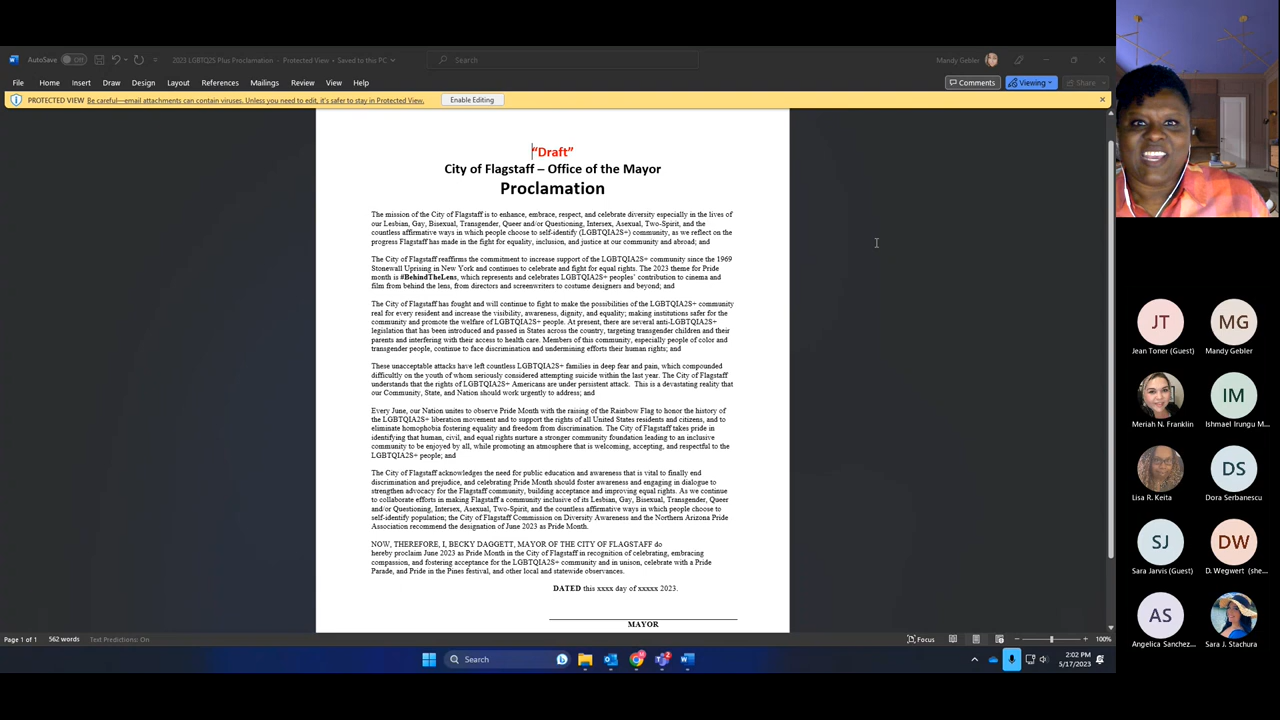 AutoSave Off 2023 LGBTQ2S Plus Proclamation - Protected View • Saved to this PC Search Mandy Gebler
File Home Insert Draw Design Layout References Mailings Review View Help Comments Viewing Share
PROTECTED VIEW Be careful—email attachments can contain viruses. Unless you need to edit, it's safer to stay in Protected View. Enable Editing
“Draft”
City of Flagstaff – Office of the Mayor
Proclamation
The mission of the City of Flagstaff is to enhance, embrace, respect, and celebrate diversity especially in the lives of
our Lesbian, Gay, Bisexual, Transgender, Queer and/or Questioning, Intersex, Asexual, Two-Spirit, and the
countless affirmative ways in which people choose to self-identify (LGBTQIA2S+) community, as we reflect on the
progress Flagstaff has made in the fight for equality, inclusion, and justice at our community and abroad; and
The City of Flagstaff reaffirms the commitment to increase support of the LGBTQIA2S+ community since the 1969
Stonewall Uprising in New York and continues to celebrate and fight for equal rights. The 2023 theme for Pride
month is #BehindTheLens, which represents and celebrates LGBTQIA2S+ peoples’ contribution to cinema and
film from behind the lens, from directors and screenwriters to costume designers and beyond; and
The City of Flagstaff has fought and will continue to fight to make the possibilities of the LGBTQIA2S+ community
real for every resident and increase the visibility, awareness, dignity, and equality; making institutions safer for the
community and promote the welfare of LGBTQIA2S+ people. At present, there are several anti-LGBTQIA2S+
legislation that has been introduced and passed in States across the country, targeting transgender children and their
parents and interfering with their access to health care. Members of this community, especially people of color and
transgender people, continue to face discrimination and undermining efforts their human rights; and
These unacceptable attacks have left countless LGBTQIA2S+ families in deep fear and pain, which compounded
difficultly on the youth of whom seriously considered attempting suicide within the last year. The City of Flagstaff
understands that the rights of LGBTQIA2S+ Americans are under persistent attack. This is a devastating reality that
our Community, State, and Nation should work urgently to address; and
Every June, our Nation unites to observe Pride Month with the raising of the Rainbow Flag to honor the history of
the LGBTQIA2S+ liberation movement and to support the rights of all United States residents and citizens, and to
eliminate homophobia fostering equality and freedom from discrimination. The City of Flagstaff takes pride in
identifying that human, civil, and equal rights nurture a stronger community foundation leading to an inclusive
community to be enjoyed by all, while promoting an atmosphere that is welcoming, accepting, and respectful to the
LGBTQIA2S+ people; and
The City of Flagstaff acknowledges the need for public education and awareness that is vital to finally end
discrimination and prejudice, and celebrating Pride Month should foster awareness and engaging in dialogue to
strengthen advocacy for the Flagstaff community, building acceptance and improving equal rights. As we continue
to collaborate efforts in making Flagstaff a community inclusive of its Lesbian, Gay, Bisexual, Transgender, Queer
and/or Questioning, Intersex, Asexual, Two-Spirit, and the countless affirmative ways in which people choose to
self-identify population; the City of Flagstaff Commission on Diversity Awareness and the Northern Arizona Pride
Association recommend the designation of June 2023 as Pride Month.
NOW, THEREFORE, I, BECKY DAGGETT, MAYOR OF THE CITY OF FLAGSTAFF do
hereby proclaim June 2023 as Pride Month in the City of Flagstaff in recognition of celebrating, embracing
compassion, and fostering acceptance for the LGBTQIA2S+ community and in unison, celebrate with a Pride
Parade, and Pride in the Pines festival, and other local and statewide observances.
DATED this xxxx day of xxxxx 2023.
MAYOR
Page 1 of 1 562 words Text Predictions: On Focus 100%
Search
2:02 PM
5/17/2023
JT MG
Jean Toner (Guest) Mandy Gebler
IM
Meriah N. Franklin Ishmael Irungu M...
DS
Lisa R. Keita Dora Serbanescu
SJ DW
Sara Jarvis (Guest) D. Wegwert (she...
AS
Angelica Sanchez... Sara J. Stachura